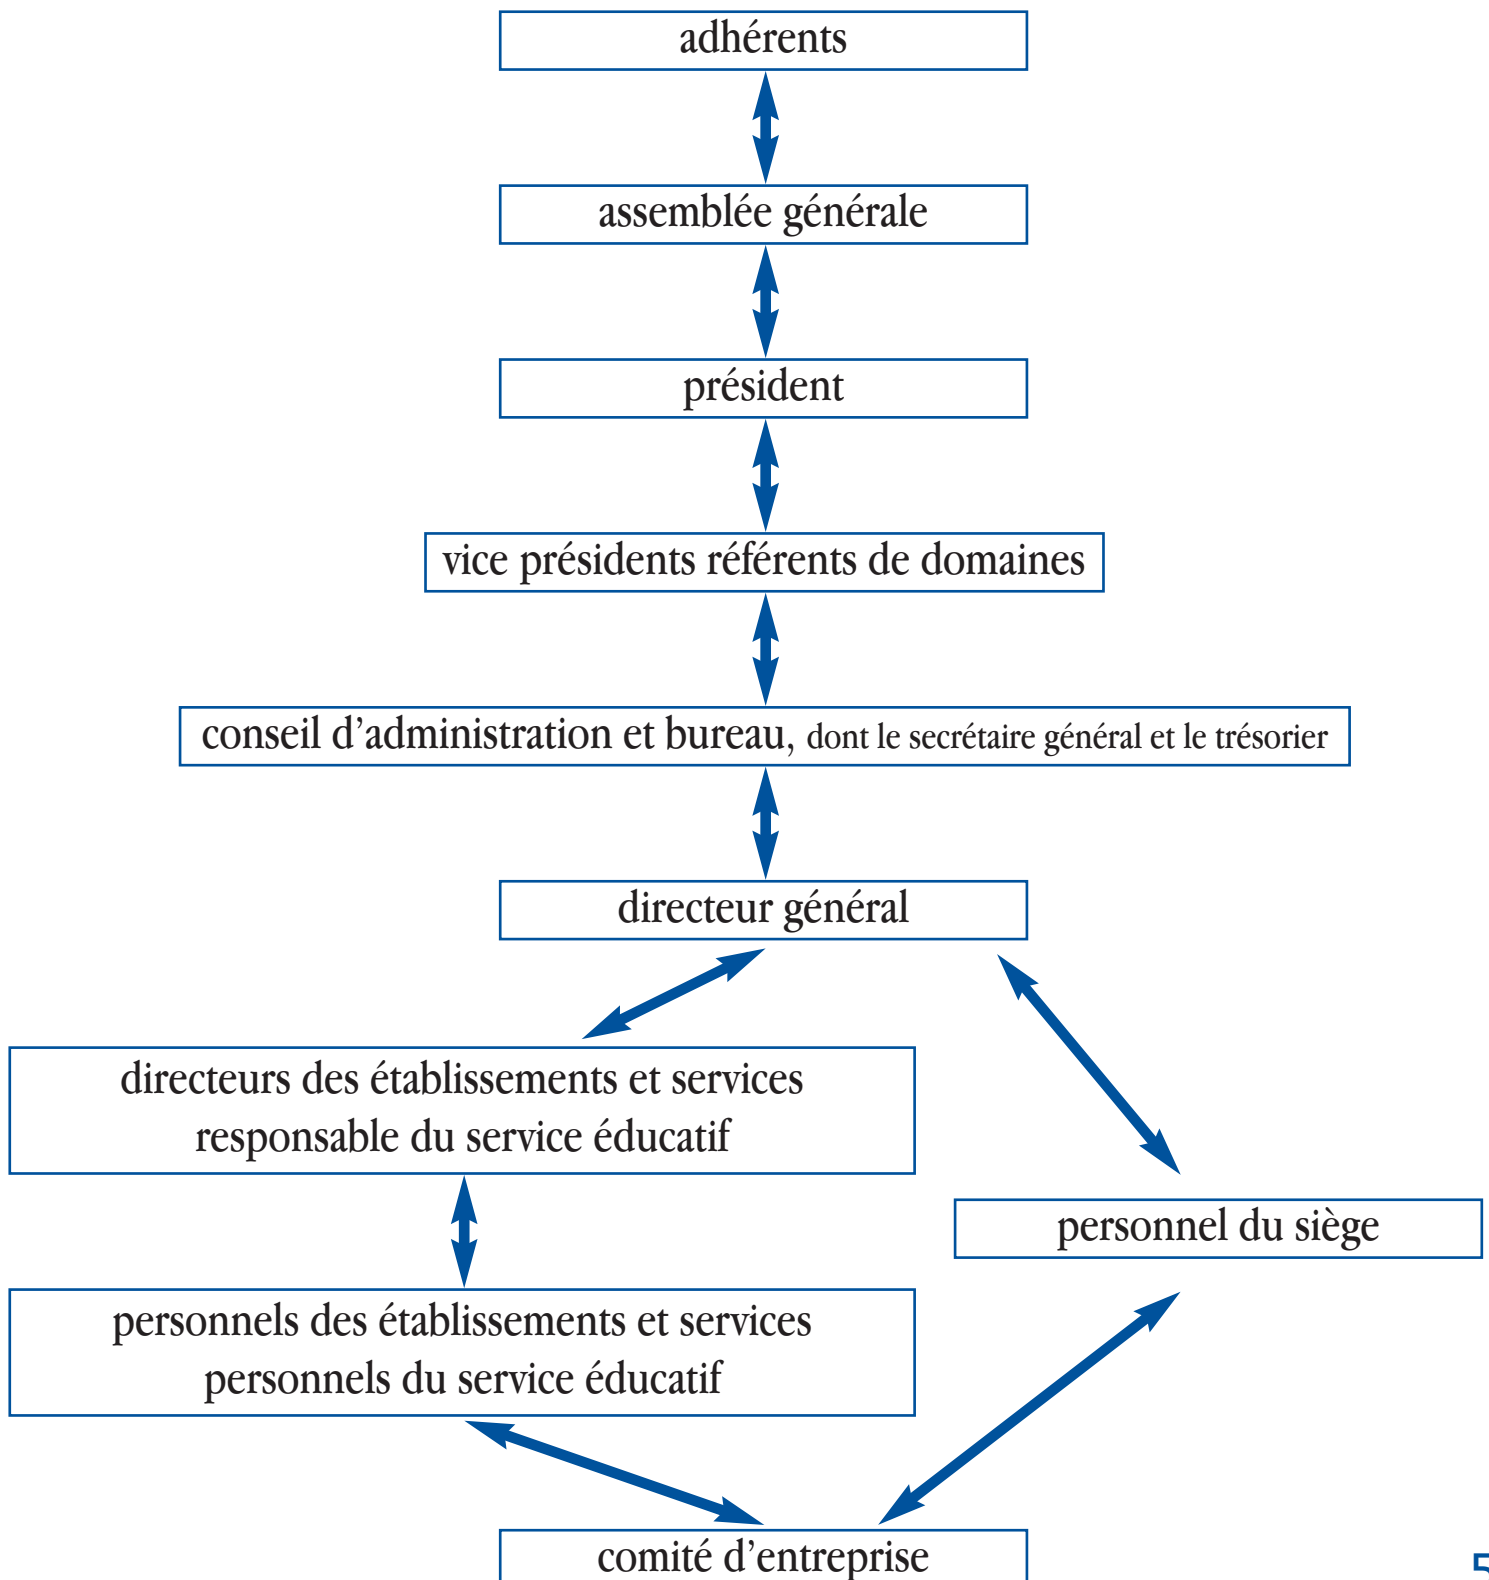 adhérents
assemblée générale
président
vice présidents référents de domaines
conseil d'administration et bureau, dont le secrétaire général et le trésorier
directeur général
directeurs des établissements et services
responsable du service éducatif
personnel du siège
personnels des établissements et services
personnels du service éducatif
comité d'entreprise
5